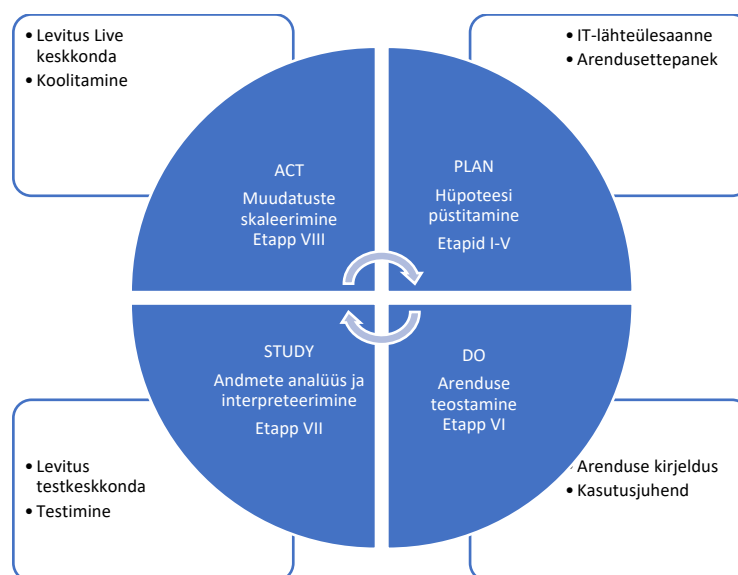 • Levitus Live
keskkonda
• Koolitamine
• IT-lähteülesaanne
• Arendusettepanek
ACT
Muudatuste
skaleerimine
Etapp VIII
PLAN
Hüpoteesi
püstitamine
Etapid I-V
STUDY
Andmete analüüs ja
interpreteerimine
Etapp VII
DO
Arenduse
teostamine
Etapp VI
• Levitus
testkeskkonda
• Testimine
• Arenduse kirjeldus
• Kasutusjuhend